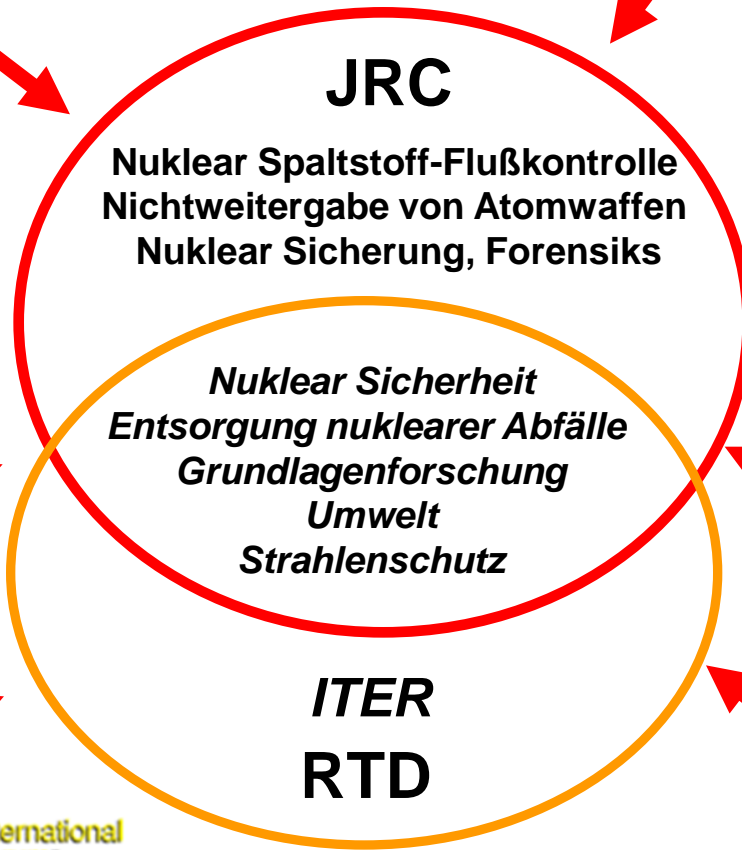 JRC
Nuklear Spaltstoff-Flußkontrolle
Nichtweitergabe von Atomwaffen
Nuklear Sicherung, Forensiks
Nuklear Sicherheit
Entsorgung nuklearer Abfälle
Grundlagenforschung
Umwelt
Strahlenschutz
ITER
RTD
ernational